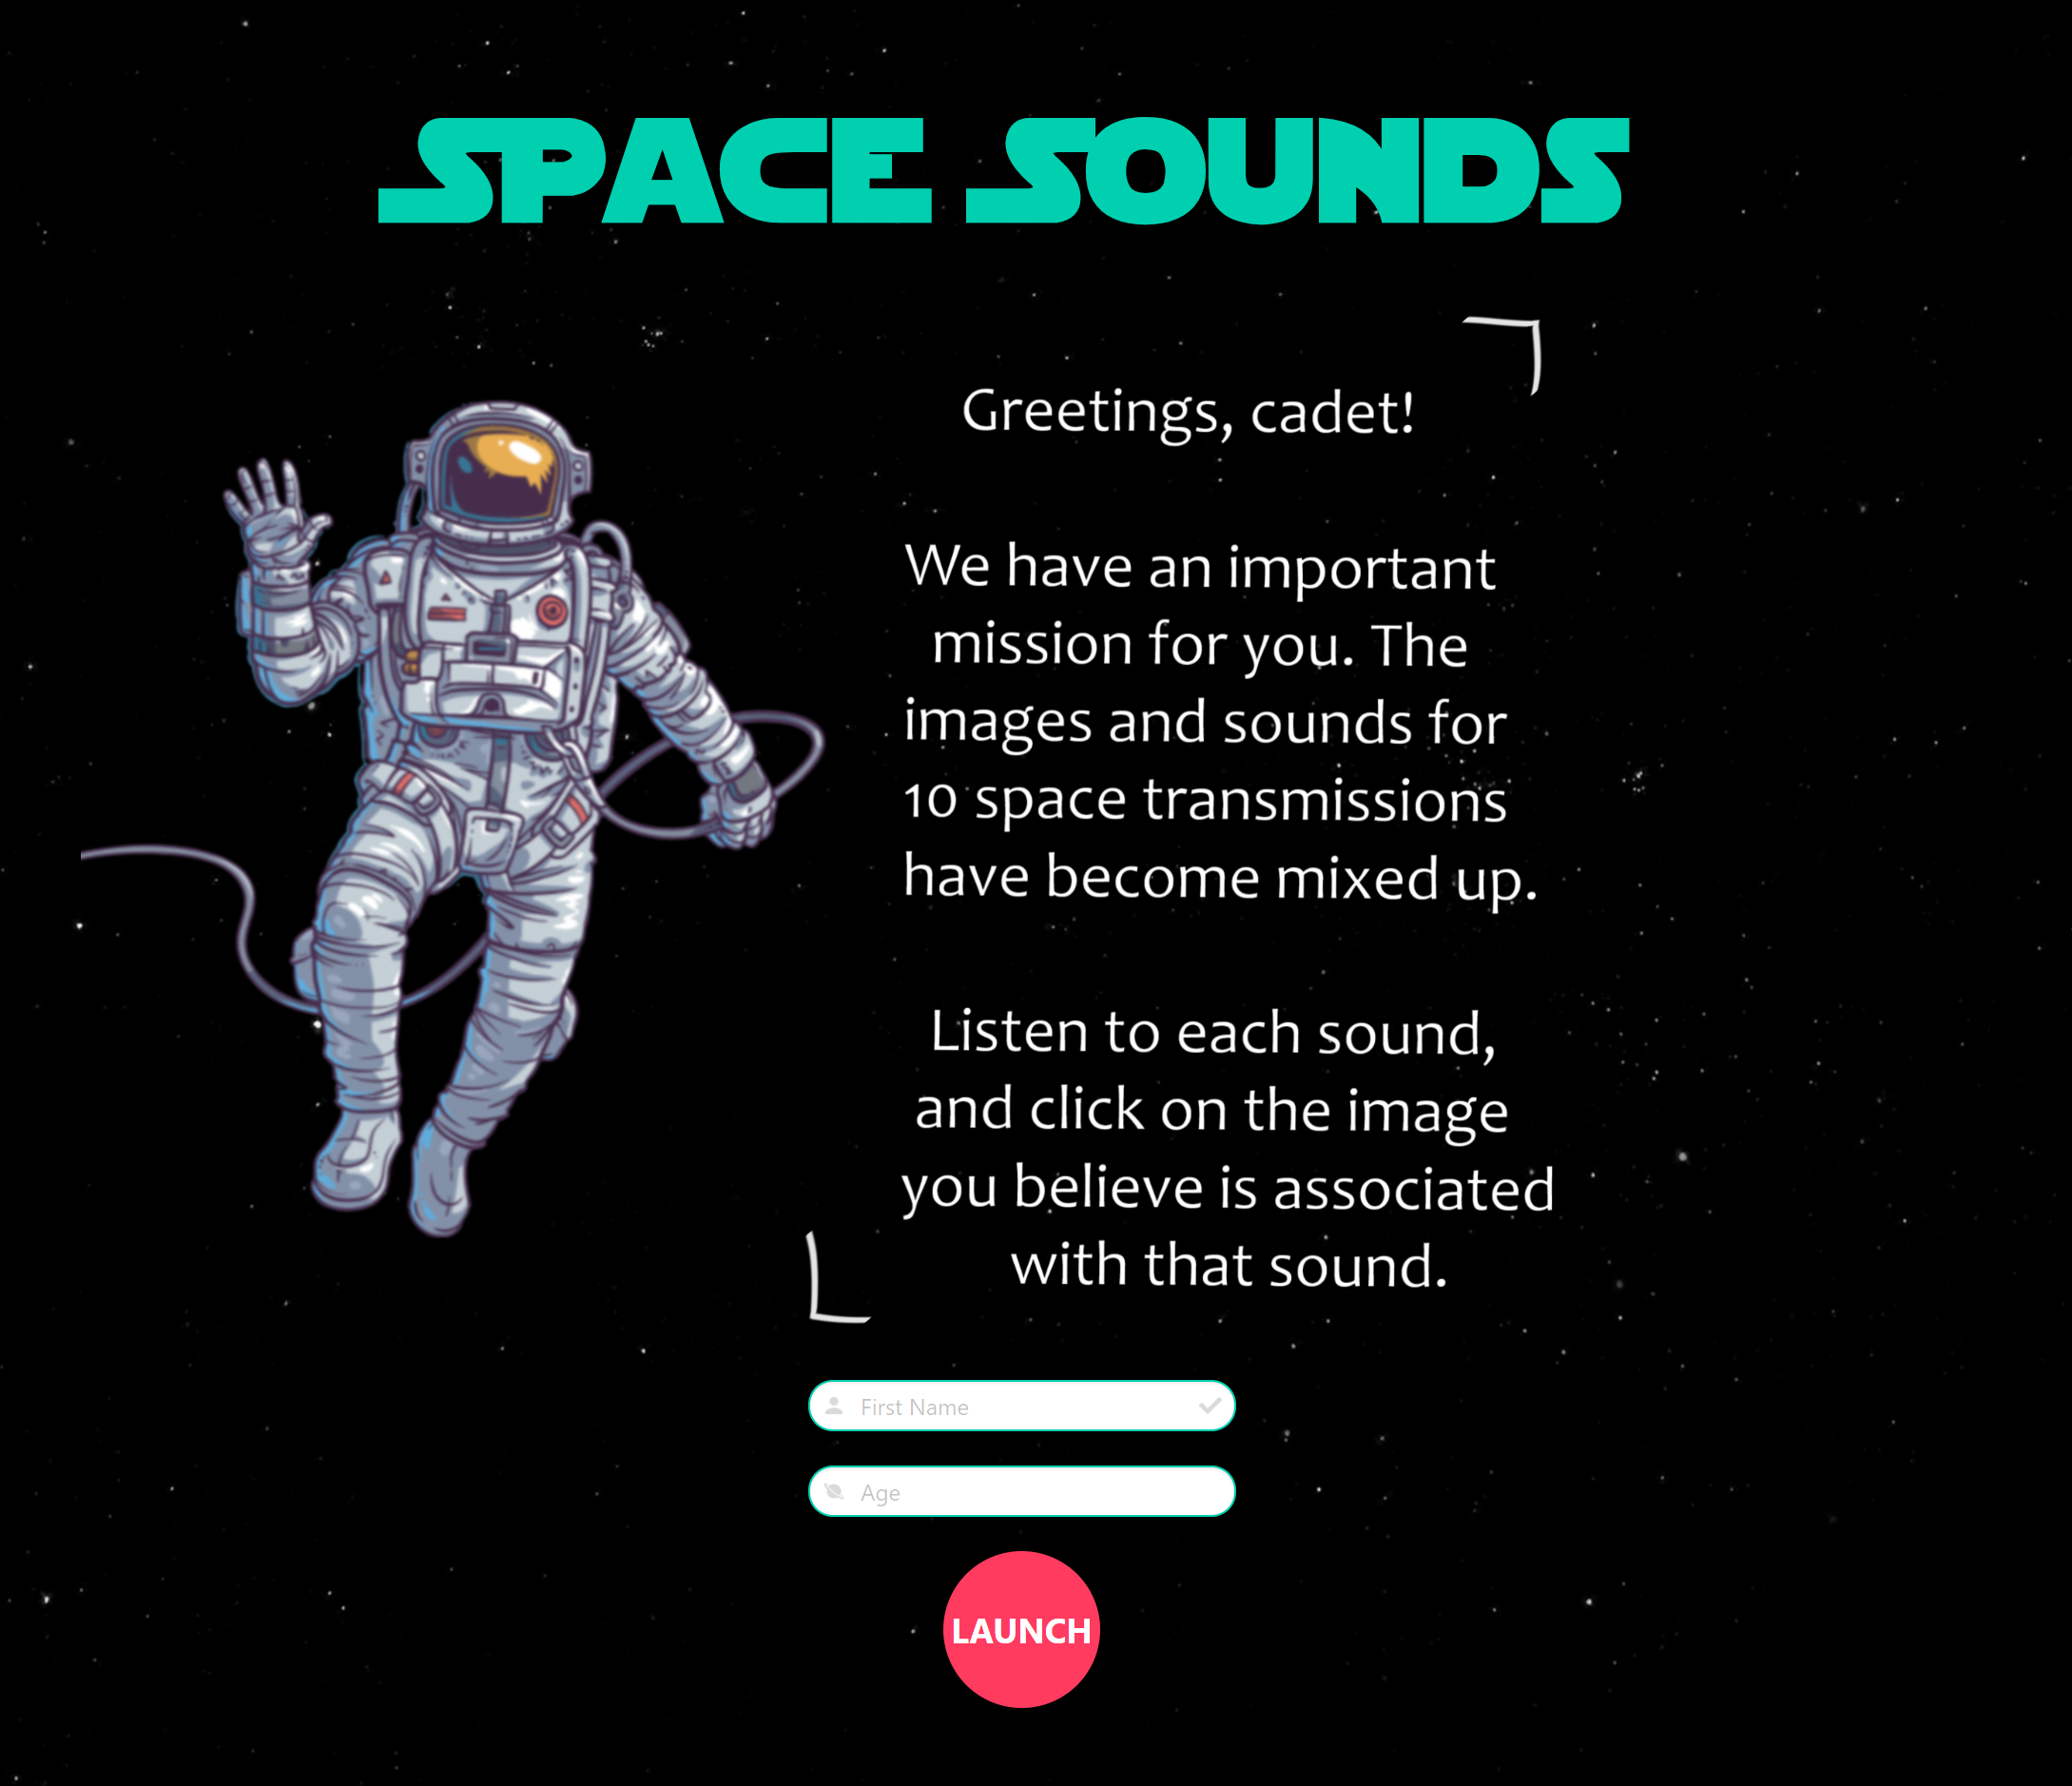 SPACE SOUNDS
Greetings, cadet!
We have an important
mission for you. The
images and sounds for
10 space transmissions
have become mixed up.
Listen to each sound,
and click on the image
you believe is associated
with that sound.
First Name
Age
LAUNCH